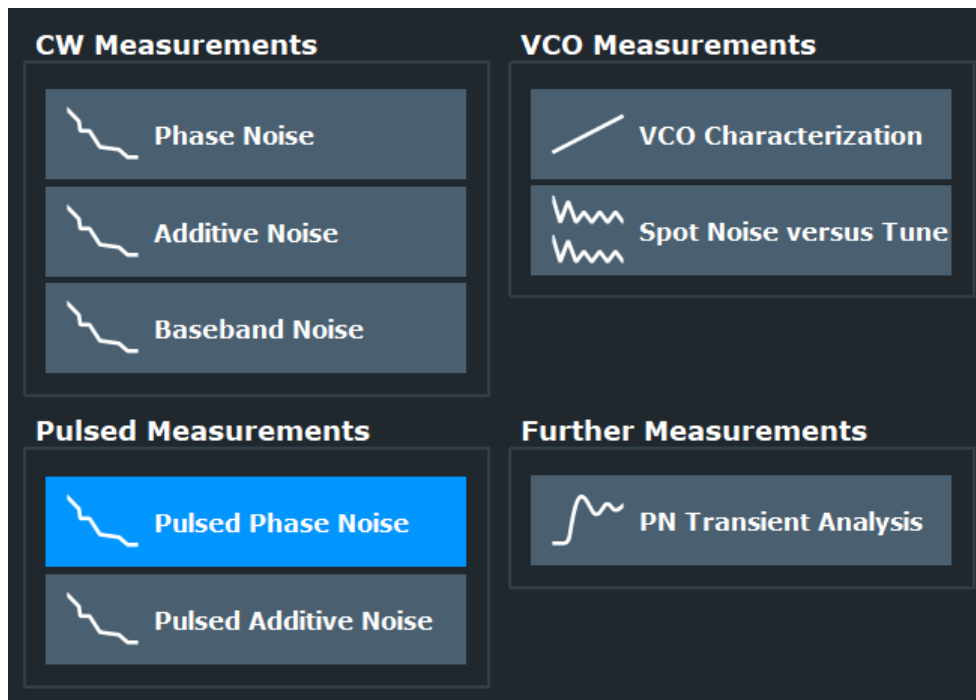 CW Measurements
Phase Noise
Additive Noise
Baseband Noise
VCO Measurements
VCO Characterization
Spot Noise versus Tune
Pulsed Measurements
Pulsed Phase Noise
Pulsed Additive Noise
Further Measurements
PN Transient Analysis